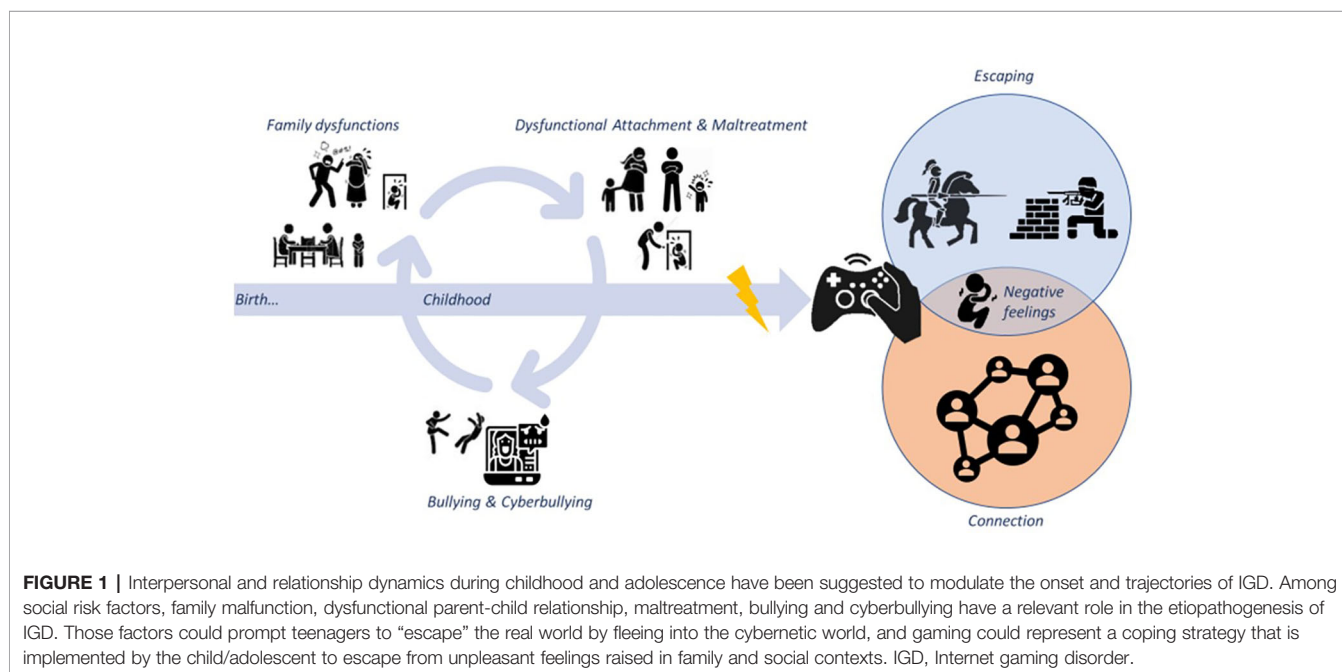 Escaping
Family dysfunctions
Dysfunctional Attachment & Maltreatment
Birth...
Childhood
Negative
feelings
Bullying & Cyberbullying
Connection
FIGURE 1 | Interpersonal and relationship dynamics during childhood and adolescence have been suggested to modulate the onset and trajectories of IGD. Among
social risk factors, family malfunction, dysfunctional parent-child relationship, maltreatment, bullying and cyberbullying have a relevant role in the etiopathogenesis of
IGD. Those factors could prompt teenagers to “escape” the real world by fleeing into the cybernetic world, and gaming could represent a coping strategy that is
implemented by the child/adolescent to escape from unpleasant feelings raised in family and social contexts. IGD, Internet gaming disorder.